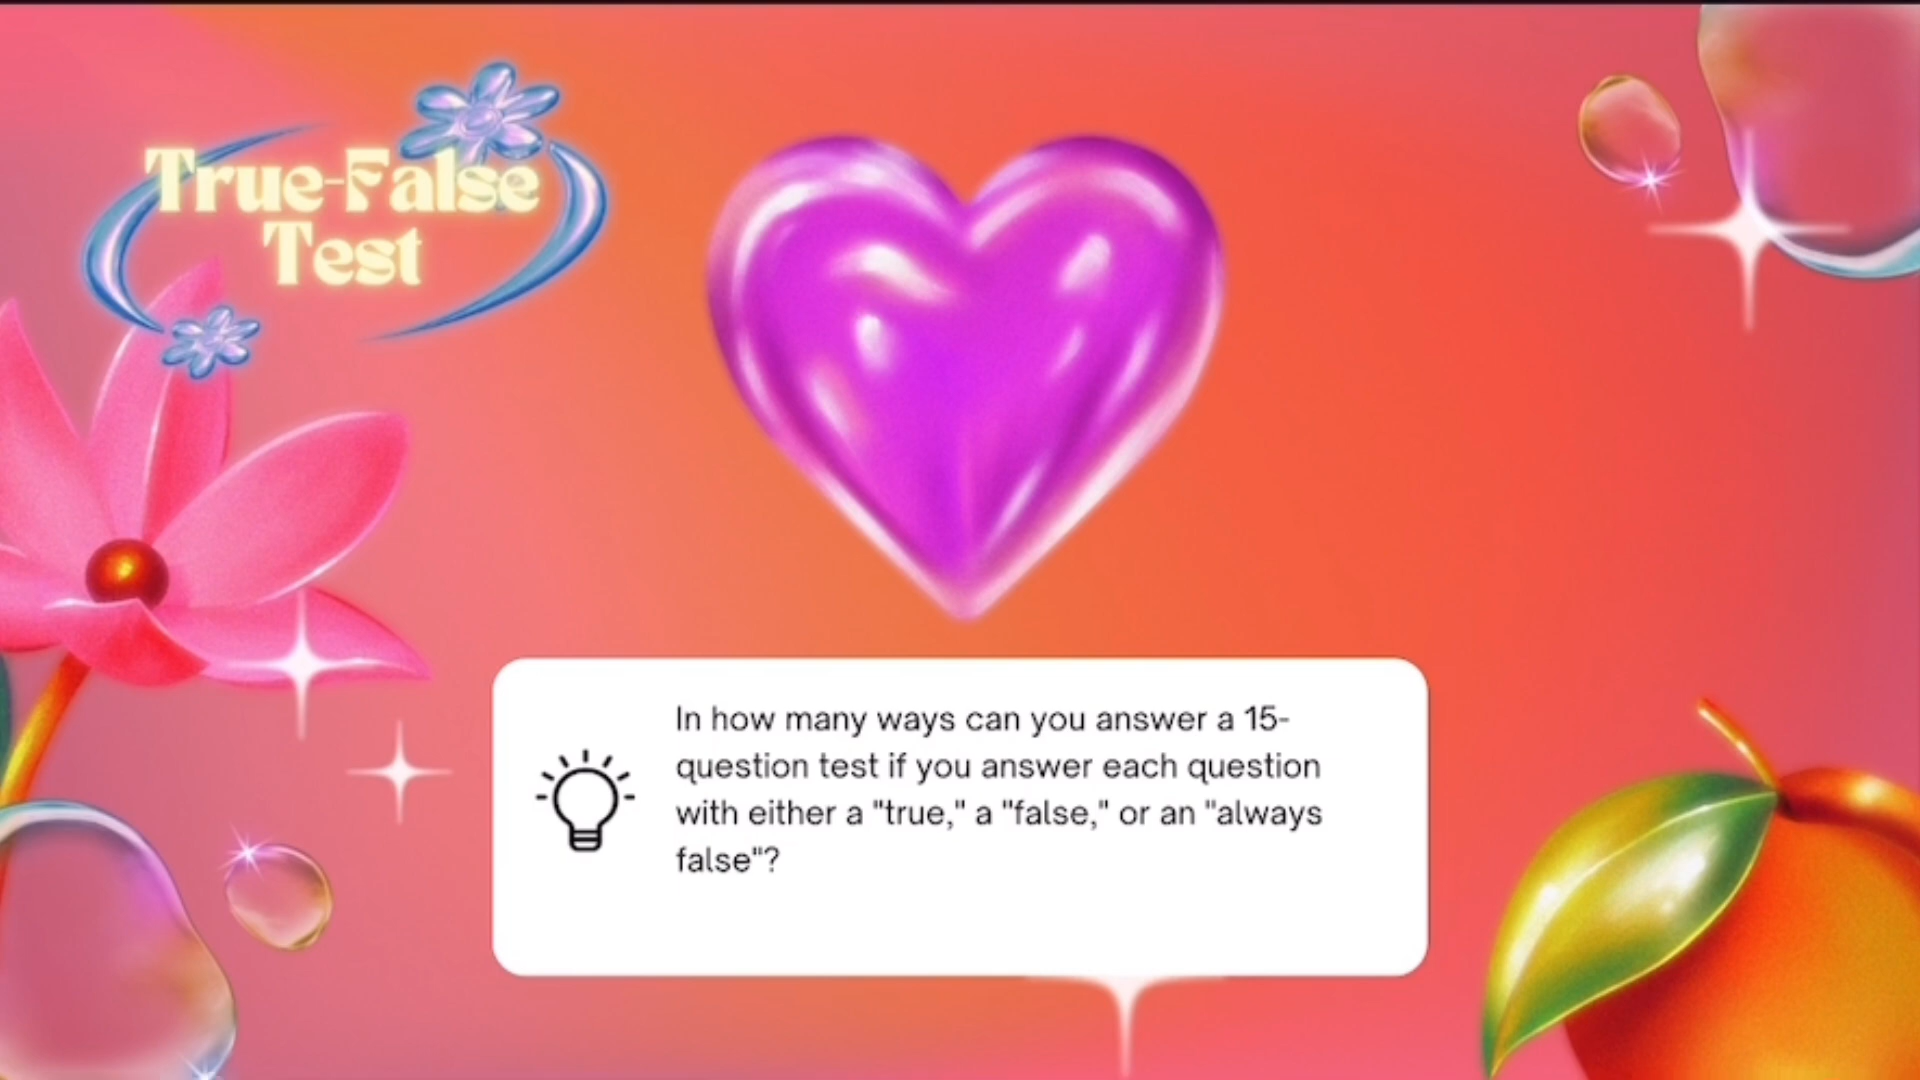 True-False
Test
In how many ways can you answer a 15-
question test if you answer each question
with either a "true," a "false," or an "always
false"?